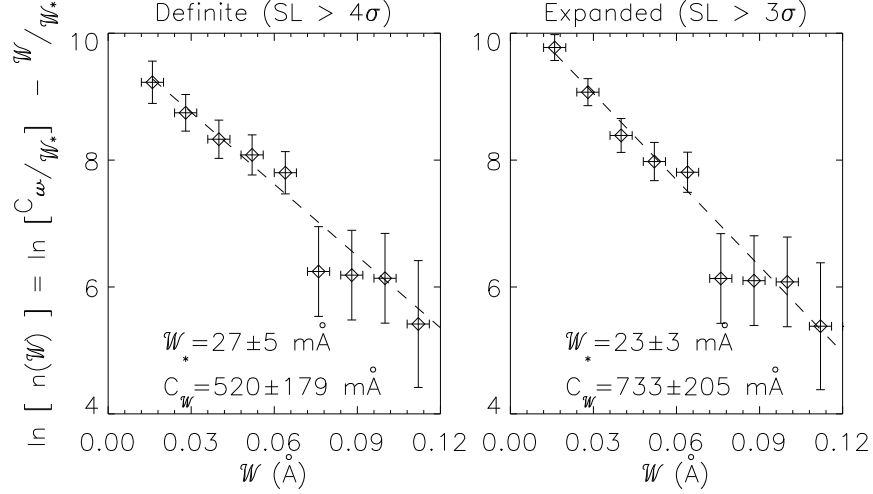 Definite (SL > 4σ)
Expanded (SL > 3σ)
ln [ n(𝒲) ] = ln [C𝒲/𝒲*] − 𝒲/𝒲*
10
8
6
4
0.00
0.03
0.06
0.09
0.12
𝒲 (Å)
𝒲*=27±5 mÅ
C𝒲=520±179 mÅ
10
8
6
4
0.00
0.03
0.06
0.09
0.12
𝒲 (Å)
𝒲*=23±3 mÅ
C𝒲=733±205 mÅ